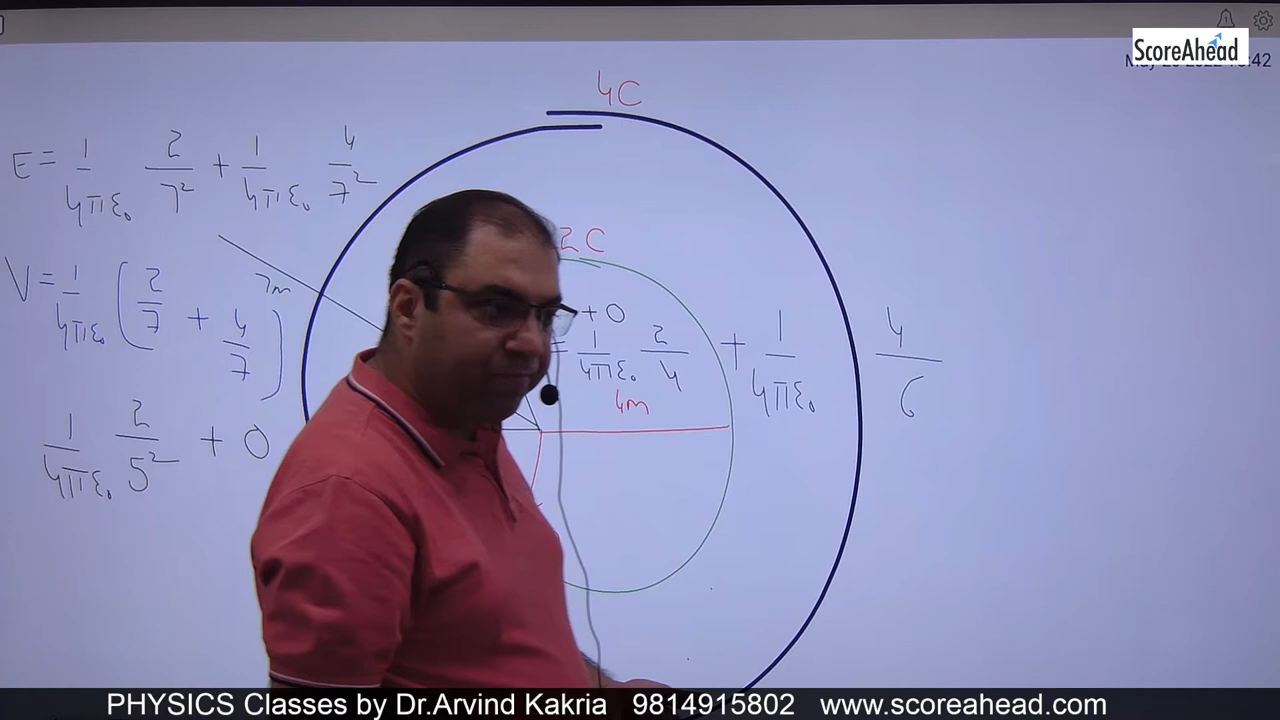 ScoreAhead
4C
E = 1/4πε₀ 2/7² + 1/4πε₀ 4/7²
2C
V = 1/4πε₀ (2/7 + 4/7)
7m
+ 0
= 1/4πε₀ 2/4 + 1/4πε₀ 4/6
4m
1/4πε₀ 2/5² + 0
PHYSICS Classes by Dr.Arvind Kakria 9814915802 www.scoreahead.com